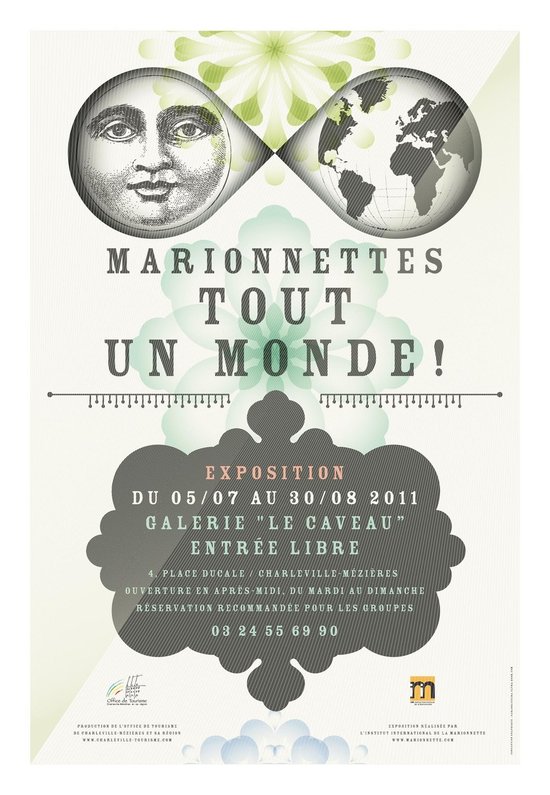 MARIONNETTES
TOUT
UN MONDE!
EXPOSITION
DU 05/07 AU 30/08 2011
GALERIE "LE CAVEAU”
ENTRÉE LIBRE
4, PLACE DUCALE / CHARLEVILLE-MÉZIÈRES
OUVERTURE EN APRÈS-MIDI, DU MARDI AU DIMANCHE
RÉSERVATION RECOMMANDÉE POUR LES GROUPES
03 24 55 69 90
Office de Tourisme
PRODUCTION DE L'OFFICE DE TOURISME
DE CHARLEVILLE-MÉZIÈRES ET SA RÉGION
WWW.CHARLEVILLE-TOURISME.COM
EXPOSITION RÉALISÉE PAR
L'INSTITUT INTERNATIONAL DE LA MARIONNETTE
WWW.MARIONNETTE.COM